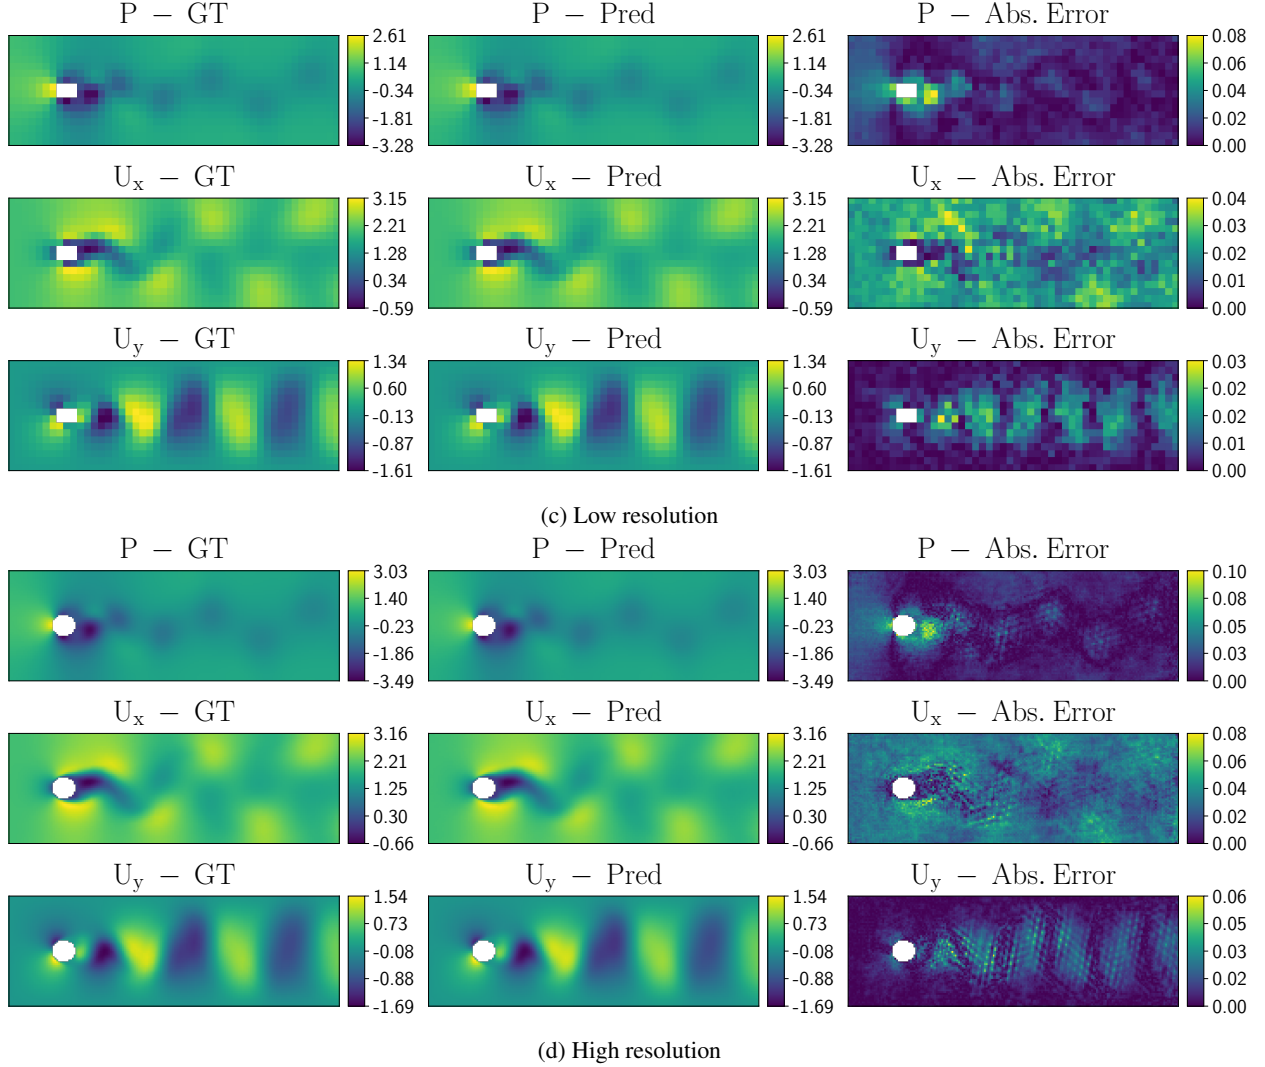 P − GT P − Pred P − Abs. Error
2.61 2.61 0.08
1.14 1.14 0.06
-0.34 -0.34 0.04
-1.81 -1.81 0.02
-3.28 -3.28 0.00
Uₓ − GT Uₓ − Pred Uₓ − Abs. Error
3.15 3.15 0.04
2.21 2.21 0.03
1.28 1.28 0.02
0.34 0.34 0.01
-0.59 -0.59 0.00
U_y − GT U_y − Pred U_y − Abs. Error
1.34 1.34 0.03
0.60 0.60 0.02
-0.13 -0.13 0.02
-0.87 -0.87 0.01
-1.61 -1.61 0.00
(c) Low resolution
P − GT P − Pred P − Abs. Error
3.03 3.03 0.10
1.40 1.40 0.08
-0.23 -0.23 0.05
-1.86 -1.86 0.03
-3.49 -3.49 0.00
Uₓ − GT Uₓ − Pred Uₓ − Abs. Error
3.16 3.16 0.08
2.21 2.21 0.06
1.25 1.25 0.04
0.30 0.30 0.02
-0.66 -0.66 0.00
U_y − GT U_y − Pred U_y − Abs. Error
1.54 1.54 0.06
0.73 0.73 0.05
-0.08 -0.08 0.03
-0.88 -0.88 0.02
-1.69 -1.69 0.00
(d) High resolution